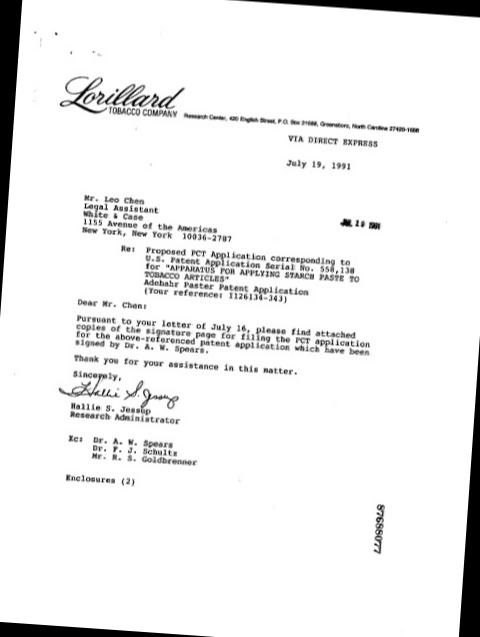 Lorillard
TOBACCO COMPANY
Research Center, 420 English Street, P.O. Box 21688, Greensboro, North Carolina 27420-1688
VIA DIRECT EXPRESS
July 19, 1991
JUL 19 1991
Mr. Leo Chen
Legal Assistant
White & Case
1155 Avenue of the Americas
New York, New York 10036-2787
Re: Proposed PCT Application corresponding to
U.S. Patent Application Serial No. 558,138
for "APPARATUS FOR APPLYING STARCH PASTE TO
TOBACCO ARTICLES"
Adebahr Paster Patent Application
(Your reference: 1126134-343)
Dear Mr. Chen:
Pursuant to your letter of July 16, please find attached
copies of the signature page for filing the PCT application
for the above-referenced patent application which have been
signed by Dr. A. W. Spears.
Thank you for your assistance in this matter.
Sincerely,
Hallie S. Jessup
Hallie S. Jessup
Research Administrator
Xc: Dr. A. W. Spears
Dr. F. J. Schultz
Mr. R. S. Goldbrenner
Enclosures (2)
87688077